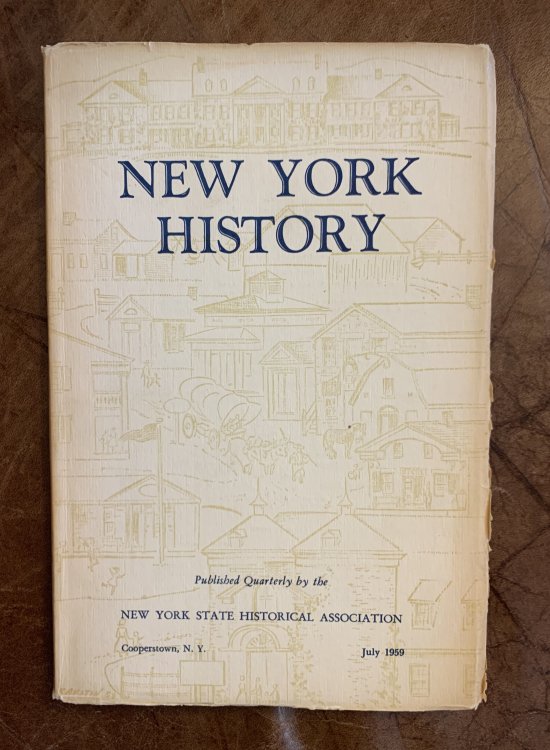 NEW YORK
HISTORY
Published Quarterly by the
NEW YORK STATE HISTORICAL ASSOCIATION
Cooperstown, N. Y.
July 1959